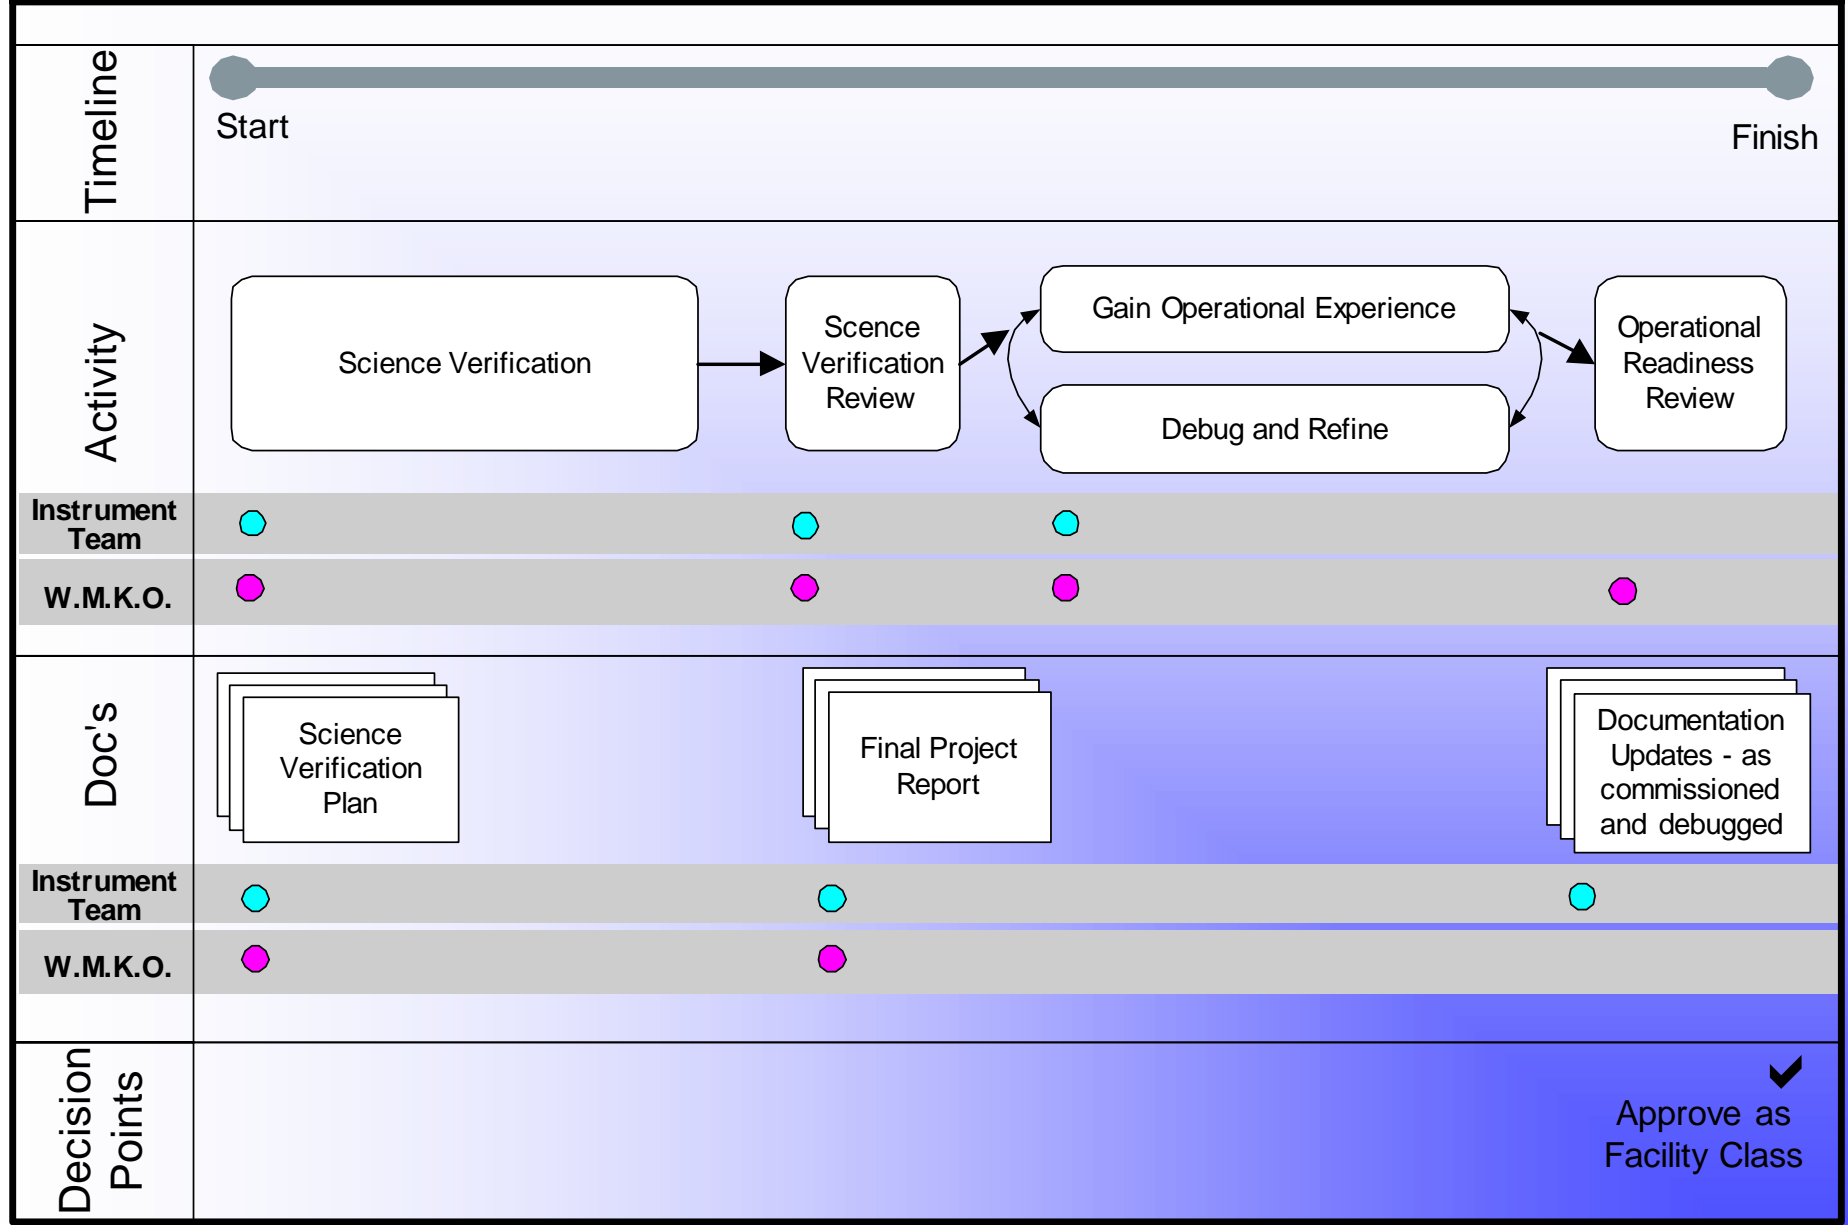 Timeline
Start
Finish
Activity
Science Verification
Scence
Verification
Review
Gain Operational Experience
Debug and Refine
Operational
Readiness
Review
Instrument
Team
W.M.K.O.
Doc's
Science
Verification
Plan
Final Project
Report
Documentation
Updates - as
commissioned
and debugged
Instrument
Team
W.M.K.O.
Decision
Points
Approve as
Facility Class